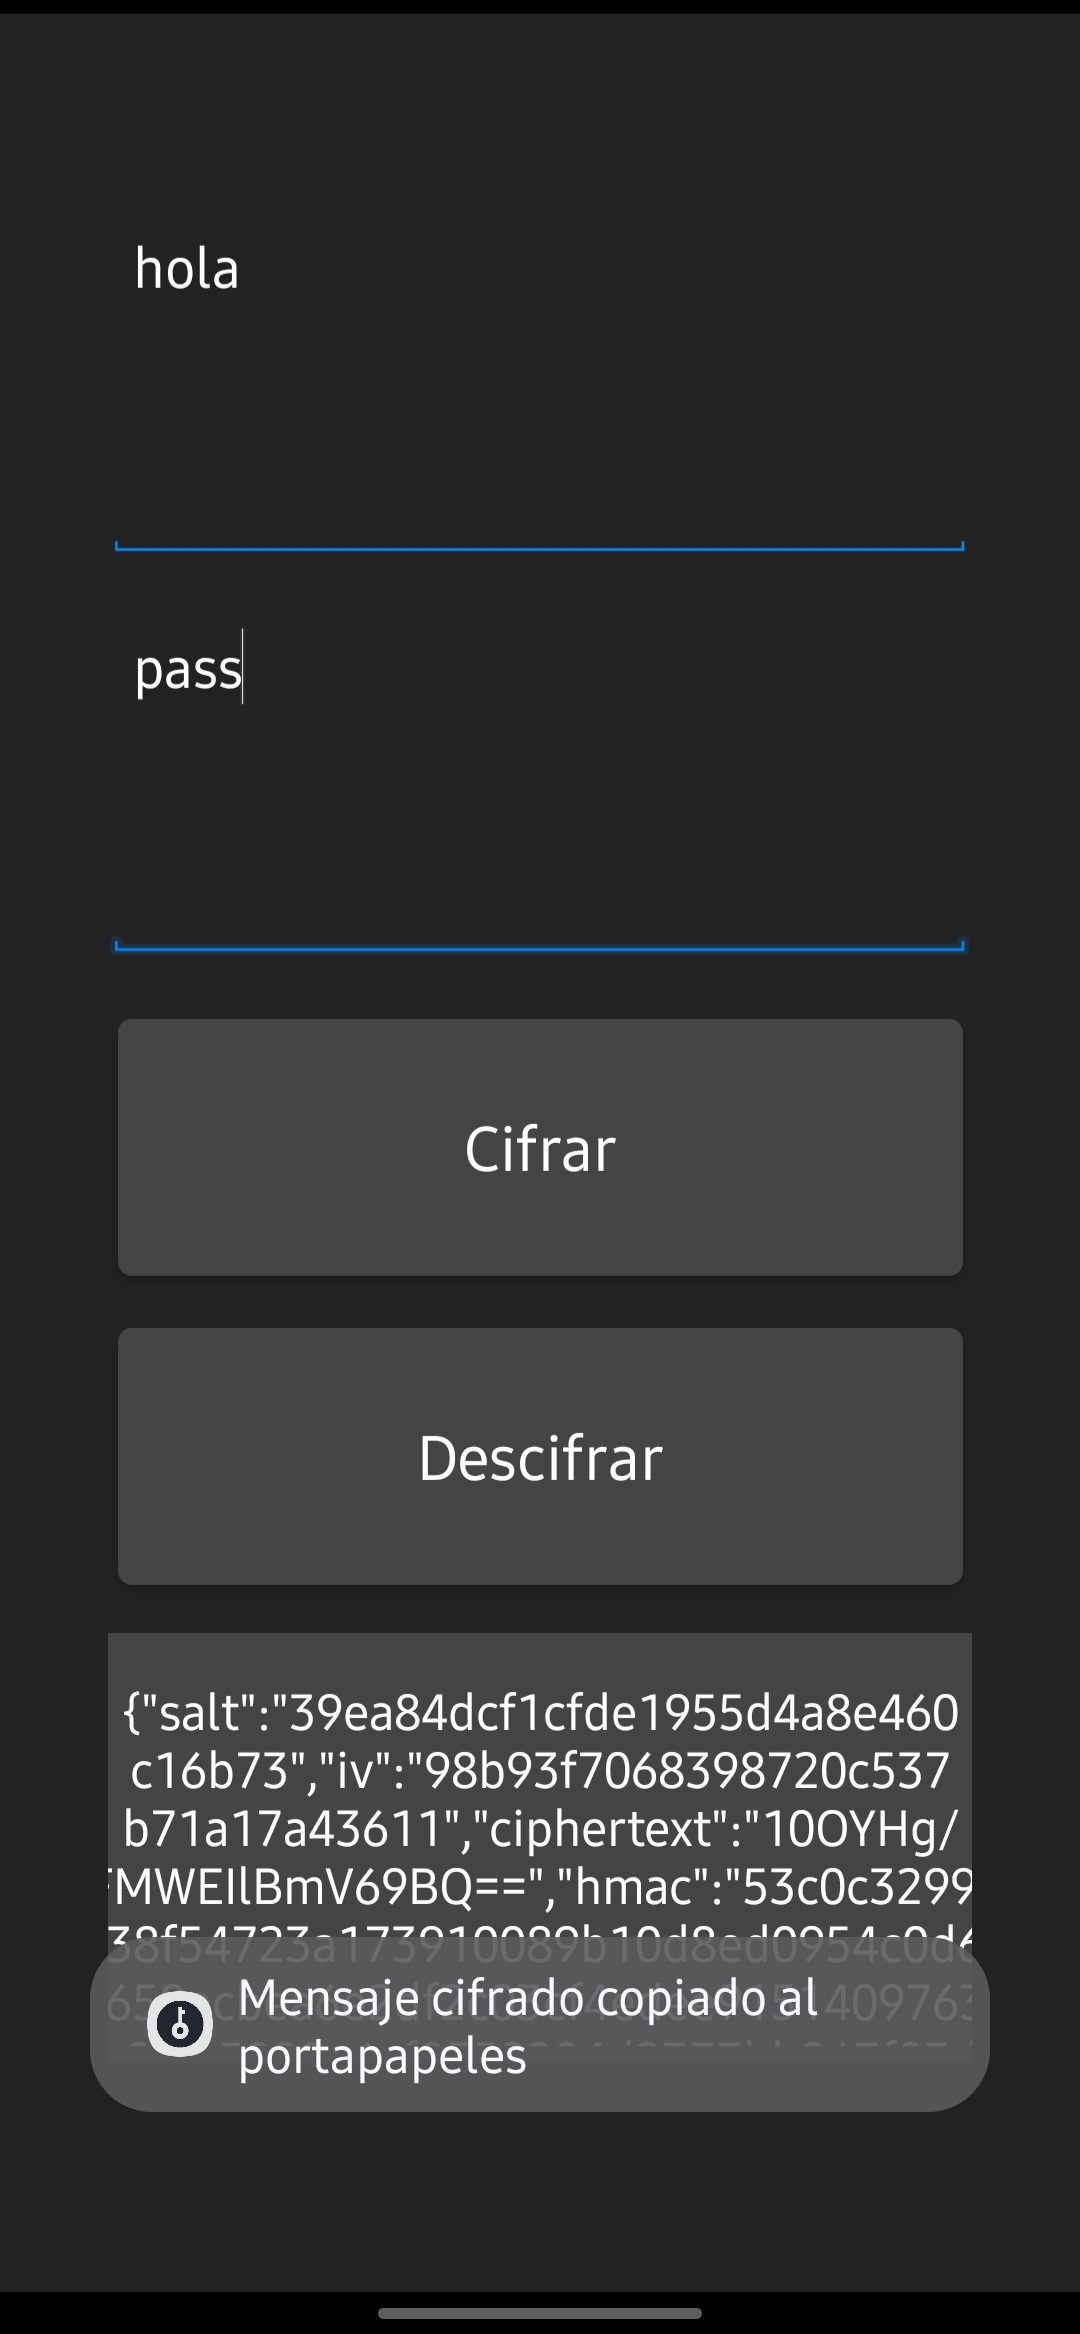 hola
pass
Cifrar
Descifrar
{"salt":"39ea84dcf1cfde1955d4a8e460
c16b73","iv":"98b93f7068398720c537
b71a17a43611","ciphertext":"10OYHg/
MWEIlBmV69BQ==","hmac":"53c0c3299
38f54723a173910089b10d8ed0954c0d6
Mensaje cifrado copiado al
portapapeles